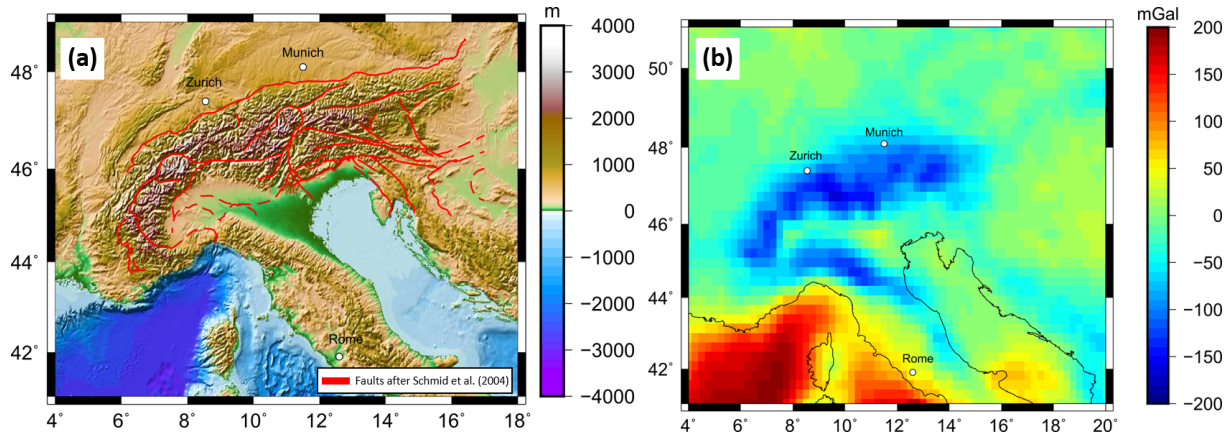 (a)
Munich
Zurich
Rome
Faults after Schmid et al. (2004)
48°
46°
44°
42°
4° 6° 8° 10° 12° 14° 16° 18°
m
4000
3000
2000
1000
0
−1000
−2000
−3000
−4000
(b)
Munich
Zurich
Rome
50°
48°
46°
44°
42°
4° 6° 8° 10° 12° 14° 16° 18° 20°
mGal
200
150
100
50
0
−50
−100
−150
−200